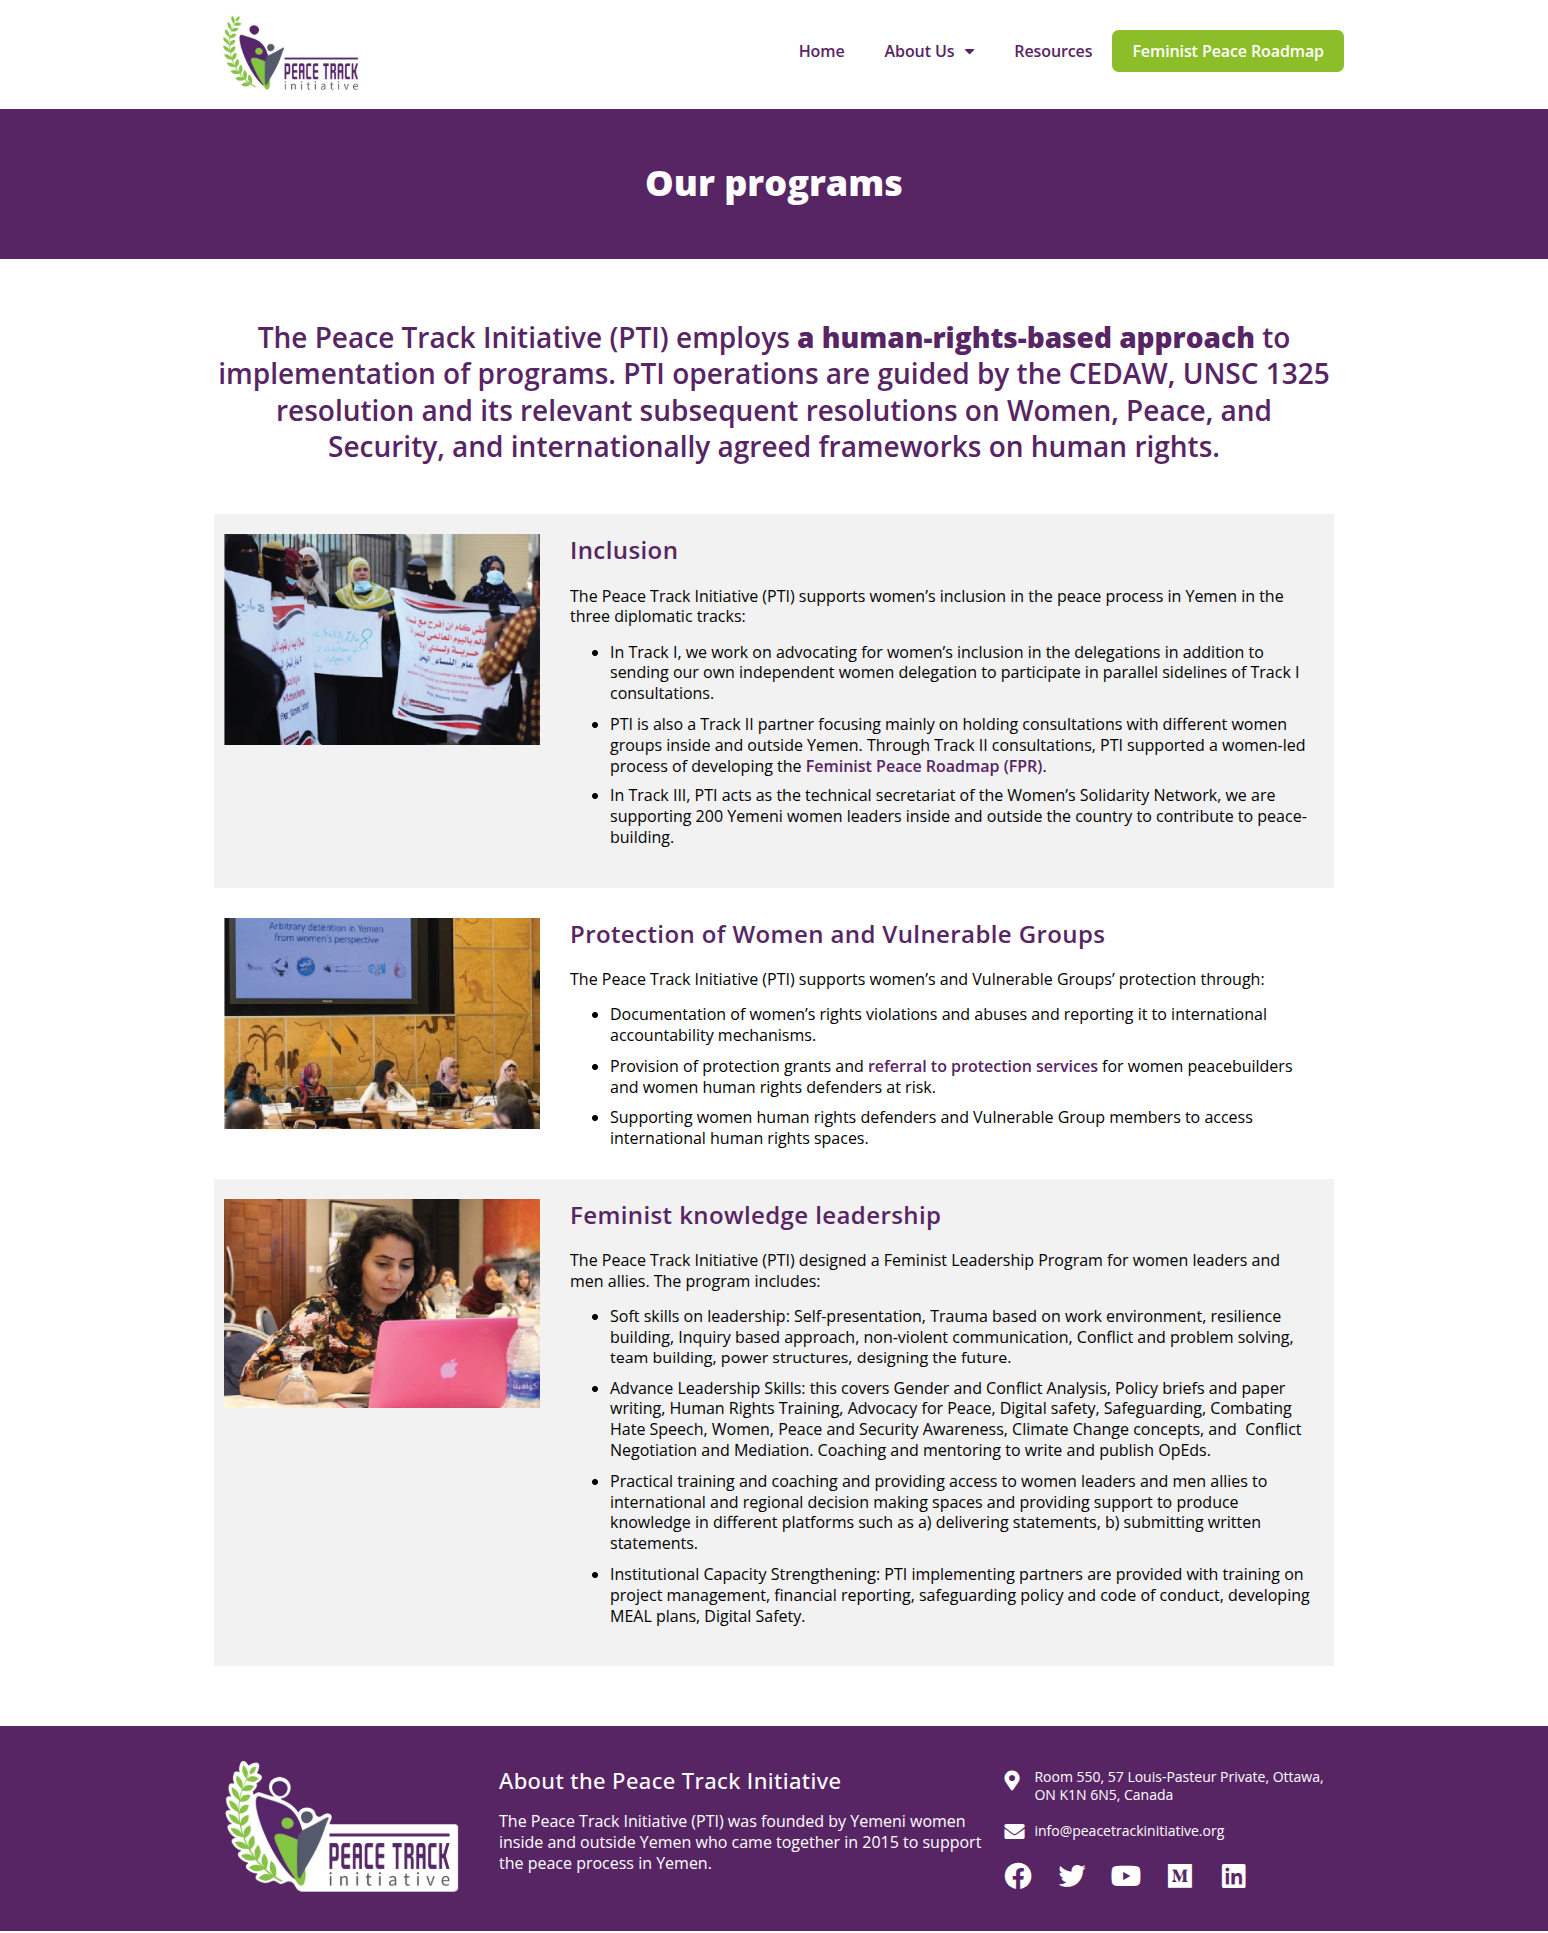 PEACE TRACK
initiative
Home
About Us
Resources
Feminist Peace Roadmap
Our programs
The Peace Track Initiative (PTI) employs a human-rights-based approach to
implementation of programs. PTI operations are guided by the CEDAW, UNSC 1325
resolution and its relevant subsequent resolutions on Women, Peace, and
Security, and internationally agreed frameworks on human rights.
Inclusion
The Peace Track Initiative (PTI) supports women’s inclusion in the peace process in Yemen in the
three diplomatic tracks:
In Track I, we work on advocating for women’s inclusion in the delegations in addition to
sending our own independent women delegation to participate in parallel sidelines of Track I
consultations.
PTI is also a Track II partner focusing mainly on holding consultations with different women
groups inside and outside Yemen. Through Track II consultations, PTI supported a women-led
process of developing the Feminist Peace Roadmap (FPR).
In Track III, PTI acts as the technical secretariat of the Women’s Solidarity Network, we are
supporting 200 Yemeni women leaders inside and outside the country to contribute to peace-
building.
Arbitrary detention in Yemen
from women's perspective
Protection of Women and Vulnerable Groups
The Peace Track Initiative (PTI) supports women’s and Vulnerable Groups’ protection through:
Documentation of women’s rights violations and abuses and reporting it to international
accountability mechanisms.
Provision of protection grants and referral to protection services for women peacebuilders
and women human rights defenders at risk.
Supporting women human rights defenders and Vulnerable Group members to access
international human rights spaces.
Feminist knowledge leadership
The Peace Track Initiative (PTI) designed a Feminist Leadership Program for women leaders and
men allies. The program includes:
Soft skills on leadership: Self-presentation, Trauma based on work environment, resilience
building, Inquiry based approach, non-violent communication, Conflict and problem solving,
team building, power structures, designing the future.
Advance Leadership Skills: this covers Gender and Conflict Analysis, Policy briefs and paper
writing, Human Rights Training, Advocacy for Peace, Digital safety, Safeguarding, Combating
Hate Speech, Women, Peace and Security Awareness, Climate Change concepts, and Conflict
Negotiation and Mediation. Coaching and mentoring to write and publish OpEds.
Practical training and coaching and providing access to women leaders and men allies to
international and regional decision making spaces and providing support to produce
knowledge in different platforms such as a) delivering statements, b) submitting written
statements.
Institutional Capacity Strengthening: PTI implementing partners are provided with training on
project management, financial reporting, safeguarding policy and code of conduct, developing
MEAL plans, Digital Safety.
PEACE TRACK
initiative
About the Peace Track Initiative
The Peace Track Initiative (PTI) was founded by Yemeni women
inside and outside Yemen who came together in 2015 to support
the peace process in Yemen.
Room 550, 57 Louis-Pasteur Private, Ottawa,
ON K1N 6N5, Canada
info@peacetrackinitiative.org